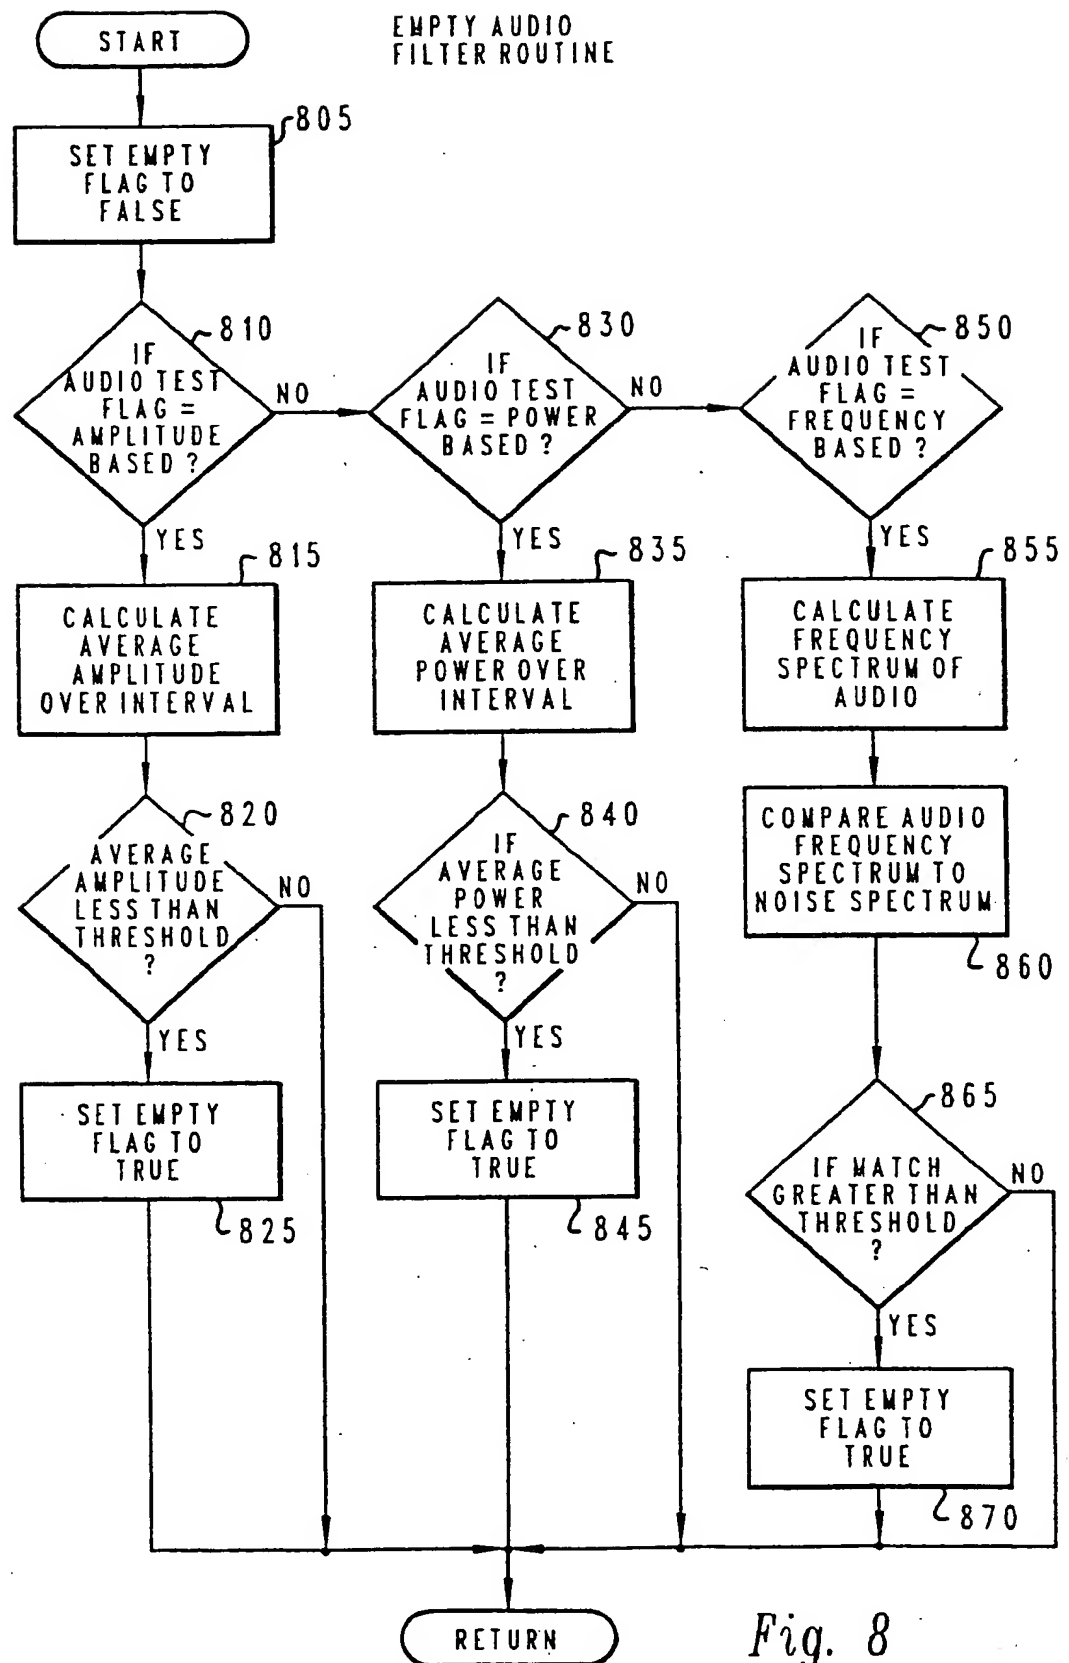 START
EMPTY AUDIO
FILTER ROUTINE
805
SET EMPTY
FLAG TO
FALSE
810
IF
AUDIO TEST
FLAG =
AMPLITUDE
BASED ?
NO
830
IF
AUDIO TEST
FLAG = POWER
BASED ?
NO
850
IF
AUDIO TEST
FLAG =
FREQUENCY
BASED ?
YES
815
CALCULATE
AVERAGE
AMPLITUDE
OVER INTERVAL
YES
835
CALCULATE
AVERAGE
POWER OVER
INTERVAL
YES
855
CALCULATE
FREQUENCY
SPECTRUM OF
AUDIO
820
AVERAGE
AMPLITUDE
LESS THAN
THRESHOLD
?
NO
840
IF
AVERAGE
POWER
LESS THAN
THRESHOLD
?
NO
COMPARE AUDIO
FREQUENCY
SPECTRUM TO
NOISE SPECTRUM
860
YES
SET EMPTY
FLAG TO
TRUE
825
YES
SET EMPTY
FLAG TO
TRUE
845
865
IF MATCH
GREATER THAN
THRESHOLD
?
NO
YES
SET EMPTY
FLAG TO
TRUE
870
RETURN
Fig. 8